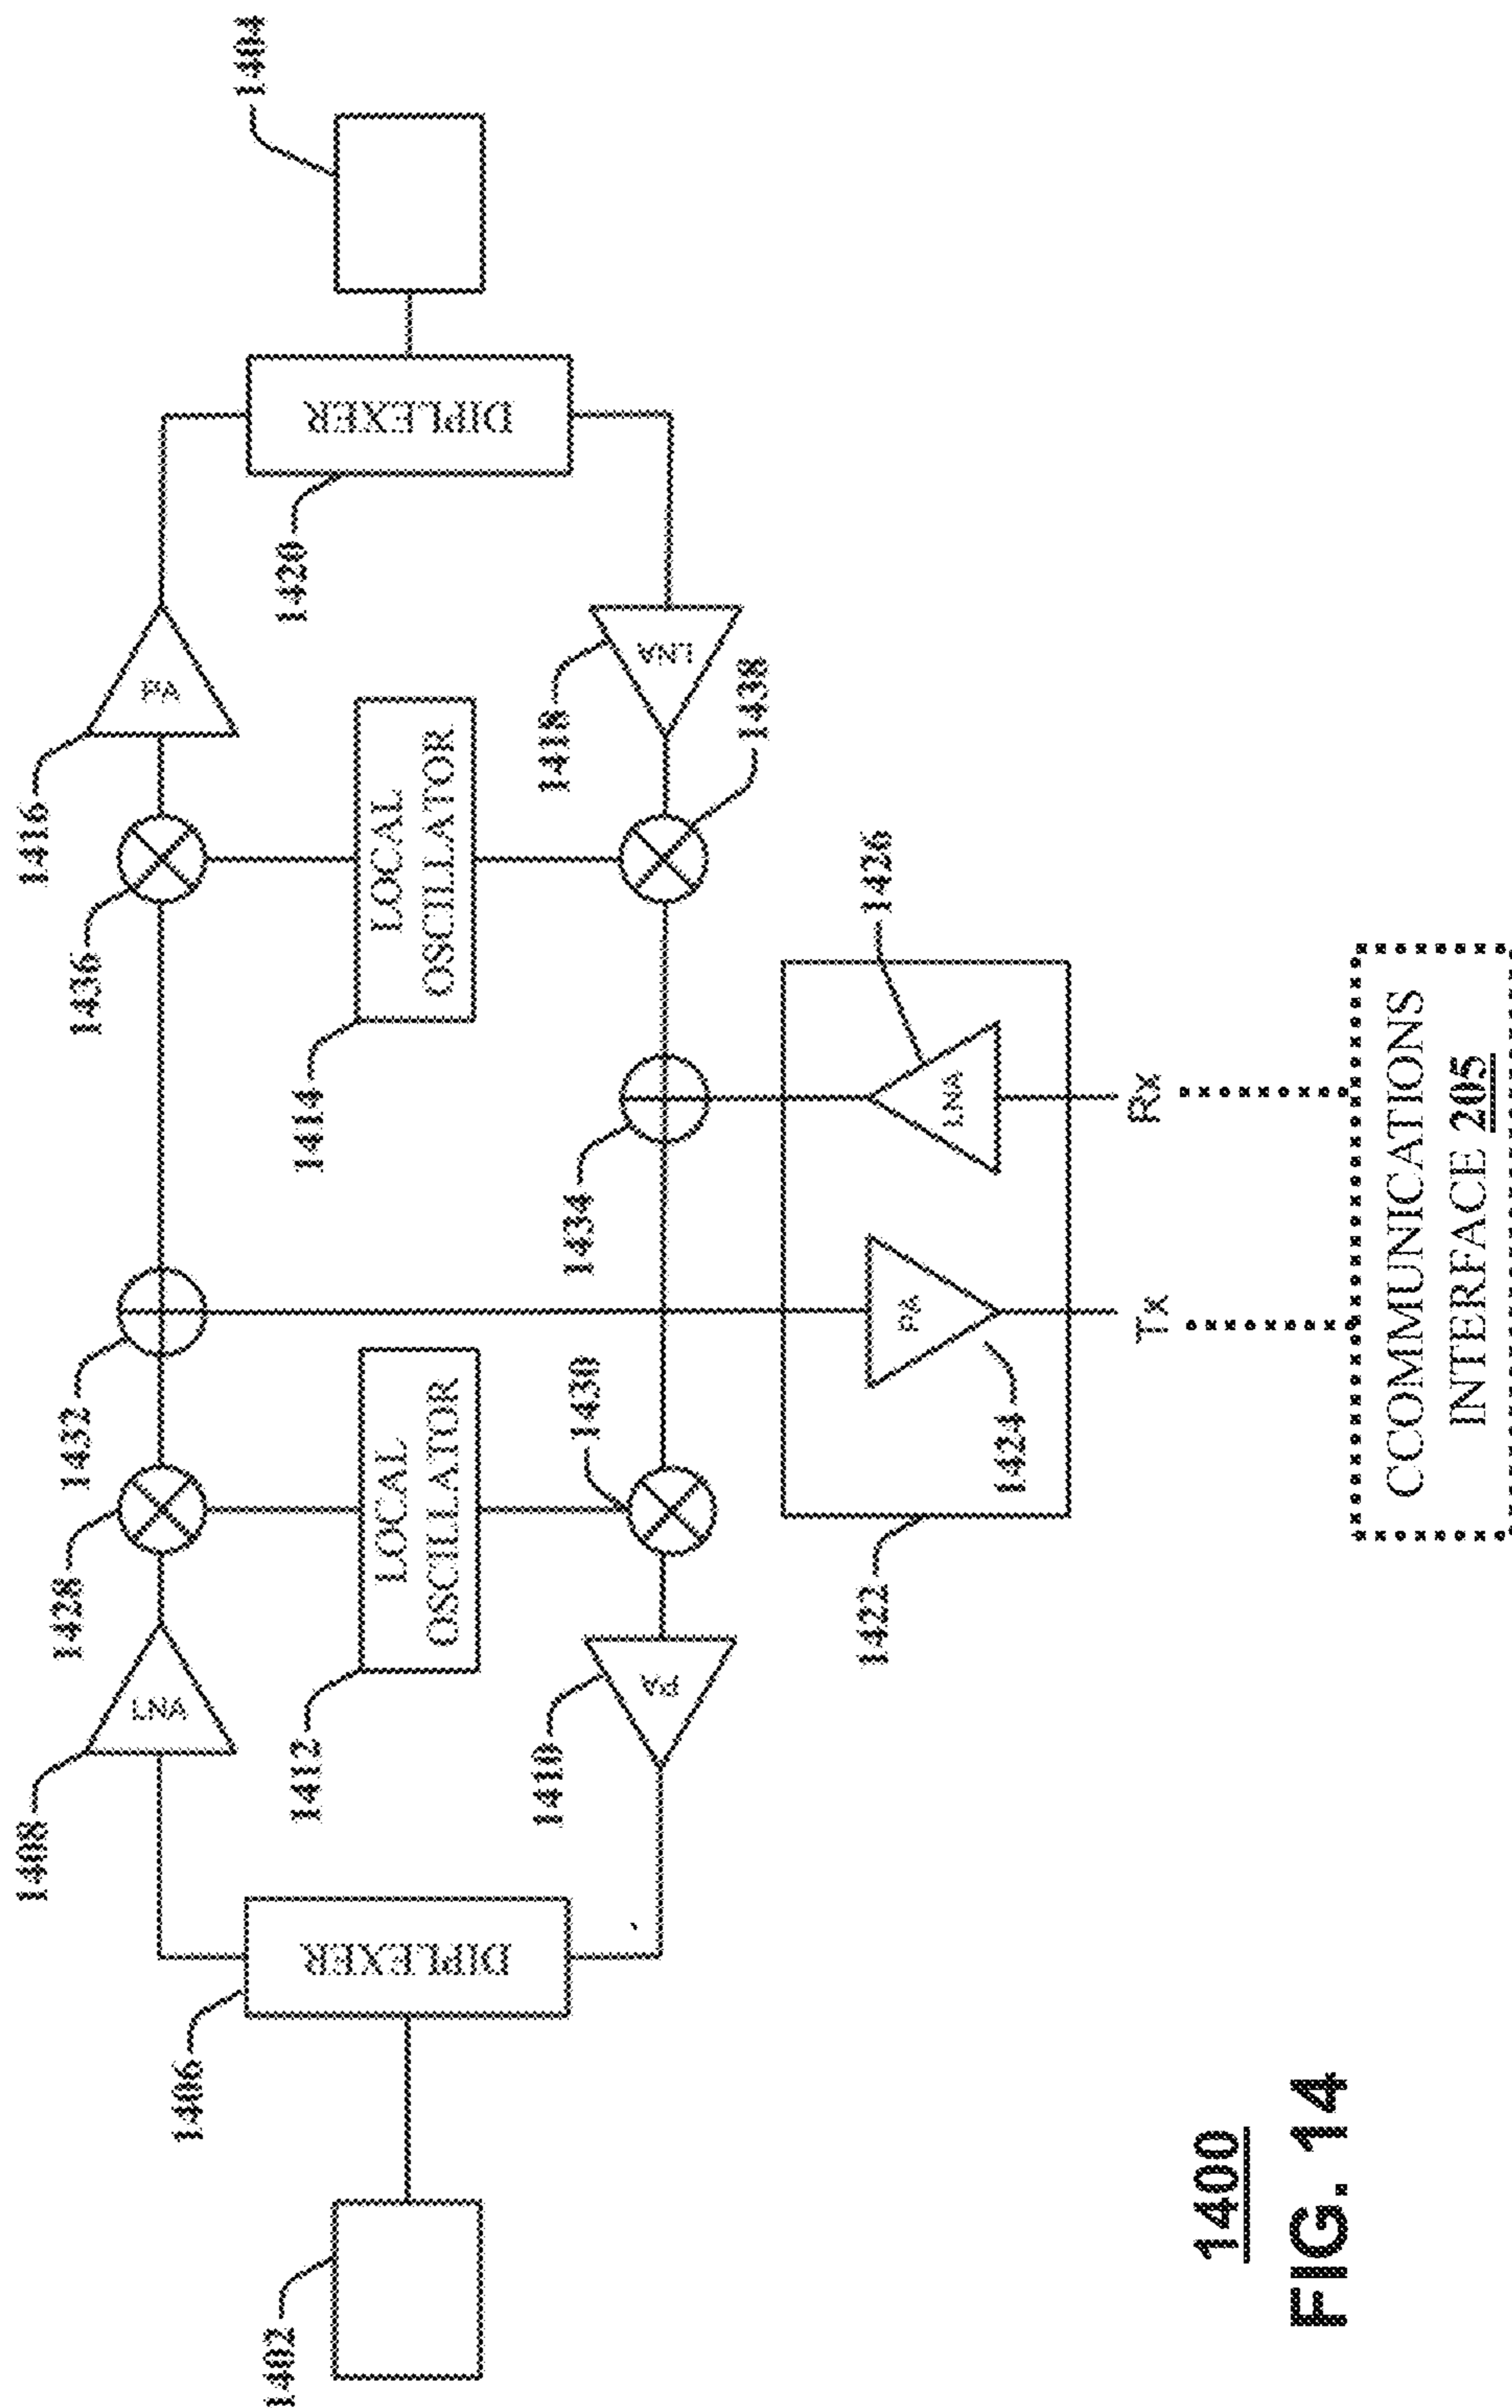 1404
1416
1436
PA
DIPLEXER
1420
LOCAL
OSCILLATOR
1414
1418
LNA
1438
1432
1434
1426
LNA
Rx
1428
LOCAL
OSCILLATOR
1412
1430
PA
1424
Tx
1422
1408
LNA
1410
PA
DIPLEXER
1406
1402
CCOMMUNICATIONS
INTERFACE 205
1400
FIG. 14